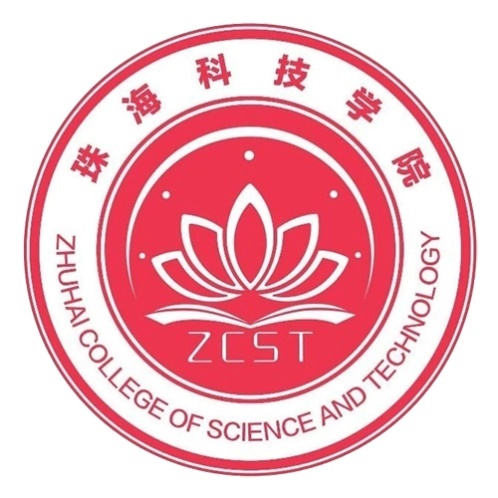 珠海科技学院
ZCST
ZHUHAI COLLEGE OF SCIENCE AND TECHNOLOGY